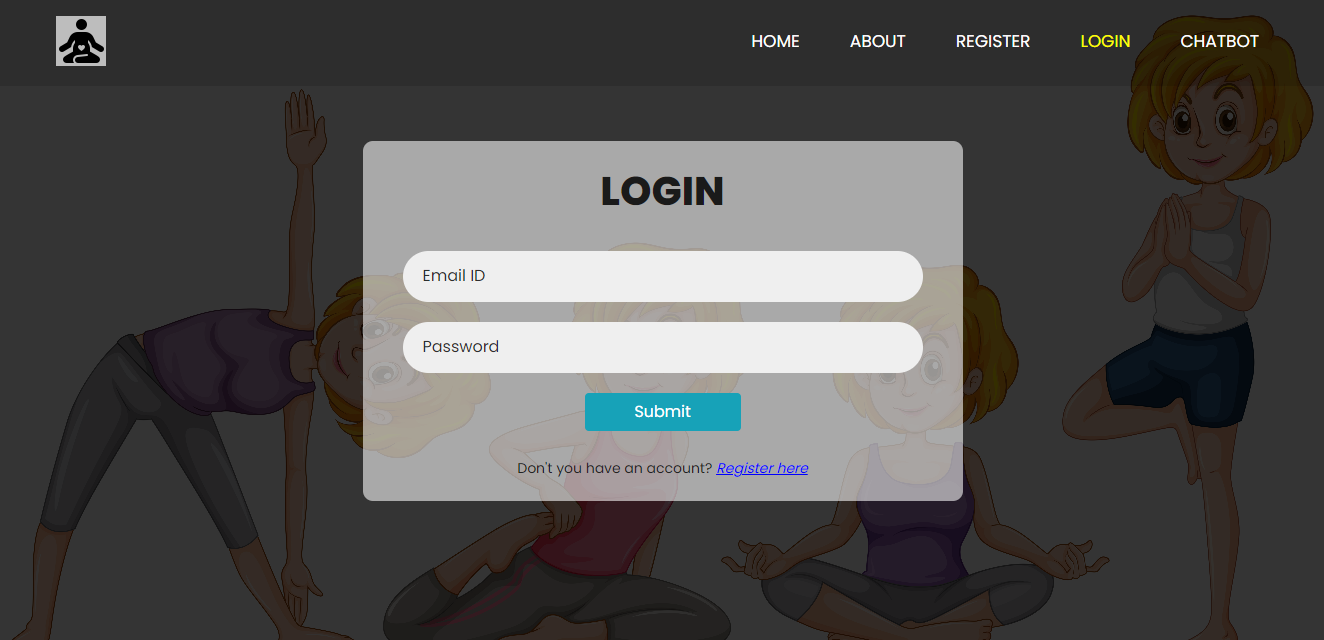 HOME ABOUT REGISTER LOGIN CHATBOT
LOGIN
Email ID
Password
Submit
Don't you have an account? Register here